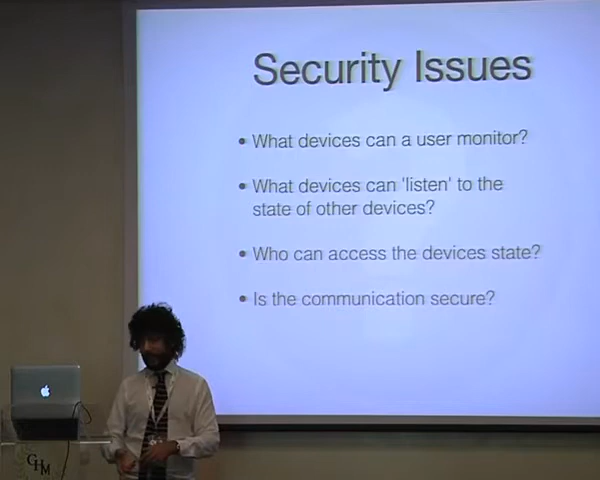 Security Issues
• What devices can a user monitor?
• What devices can 'listen' to the
state of other devices?
• Who can access the devices state?
• Is the communication secure?
GHM